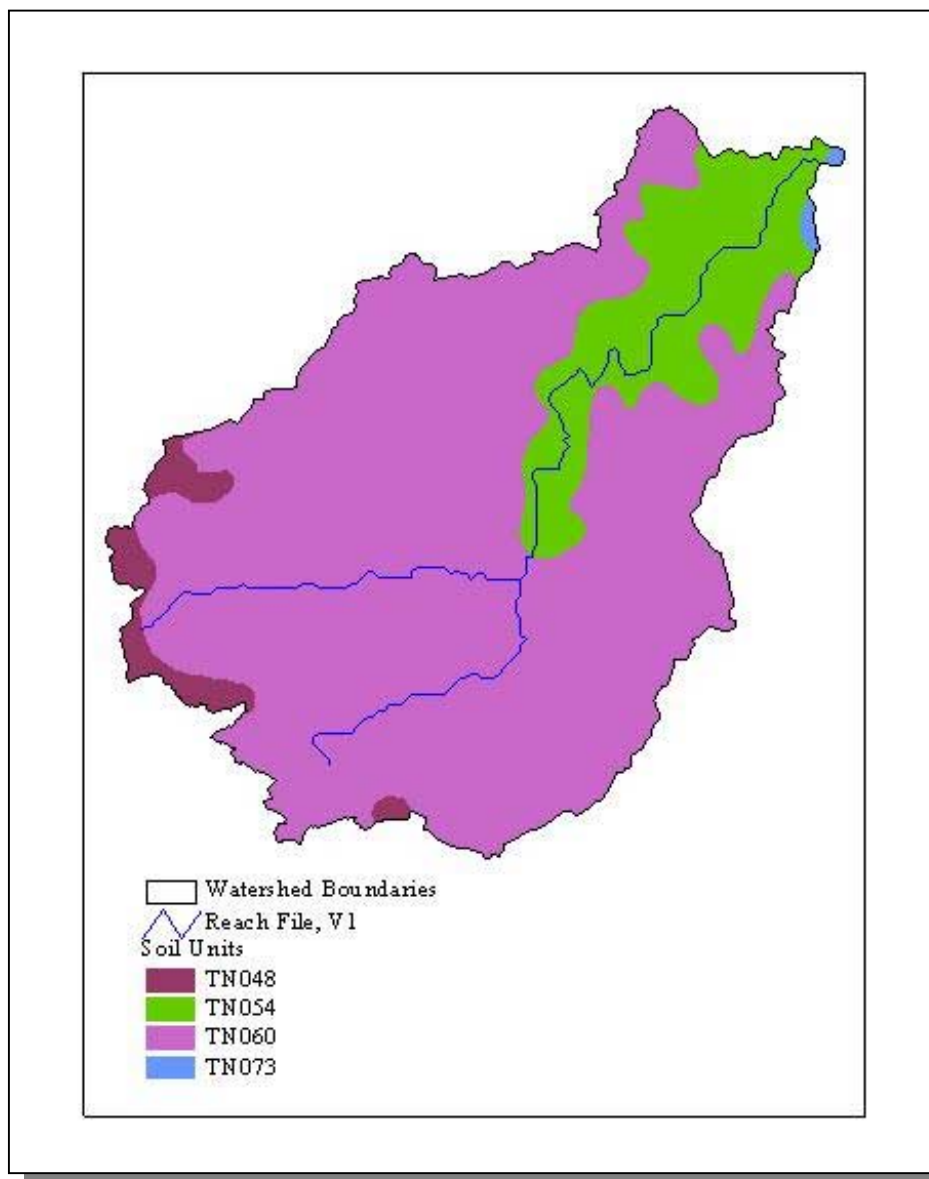 Watershed Boundaries
Reach File, V1
Soil Units
TN048
TN054
TN060
TN073